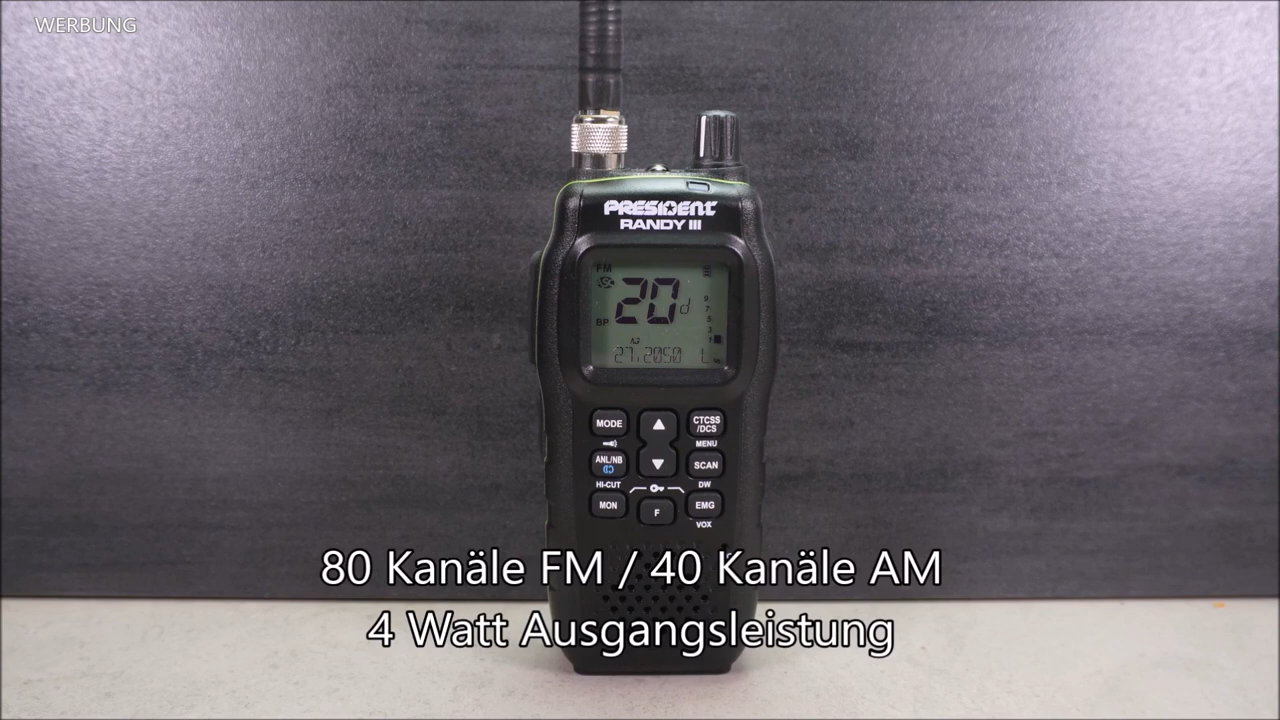 WERBUNG
PRESIDENT
RANDY III
FM
20 d
BP
27.2050 L
MODE
CTCSS
/DCS
MENU
ANL/NB
SCAN
HI-CUT
DW
MON
F
EMG
VOX
80 Kanäle FM / 40 Kanäle AM
4 Watt Ausgangsleistung